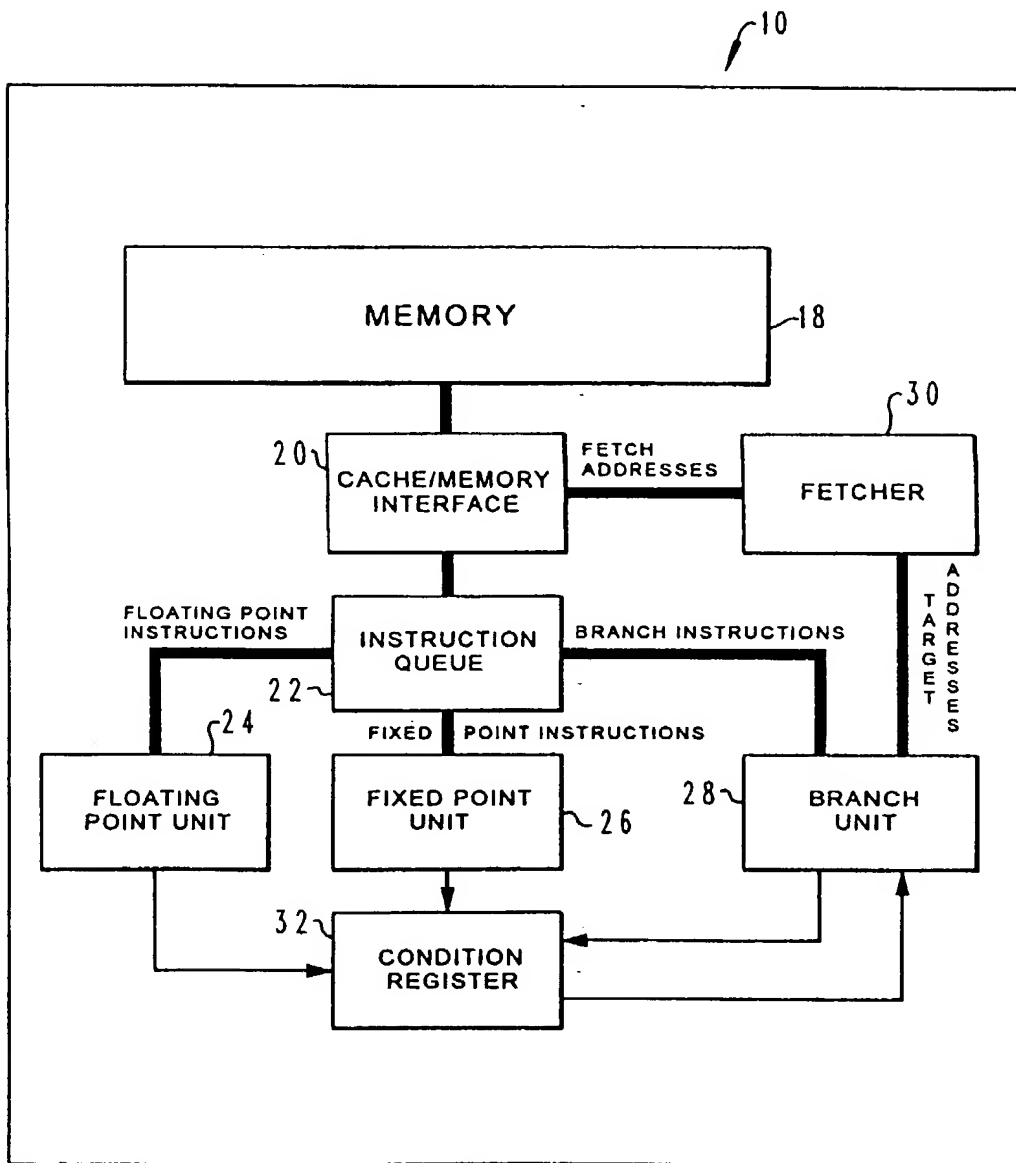 10
MEMORY
18
20
CACHE/MEMORY
INTERFACE
FETCH
ADDRESSES
30
FETCHER
FLOATING POINT
INSTRUCTIONS
INSTRUCTION
QUEUE
22
BRANCH INSTRUCTIONS
TARGET
ADDRESSES
FIXED POINT INSTRUCTIONS
24
FLOATING
POINT UNIT
FIXED POINT
UNIT
26
28
BRANCH
UNIT
32
CONDITION
REGISTER